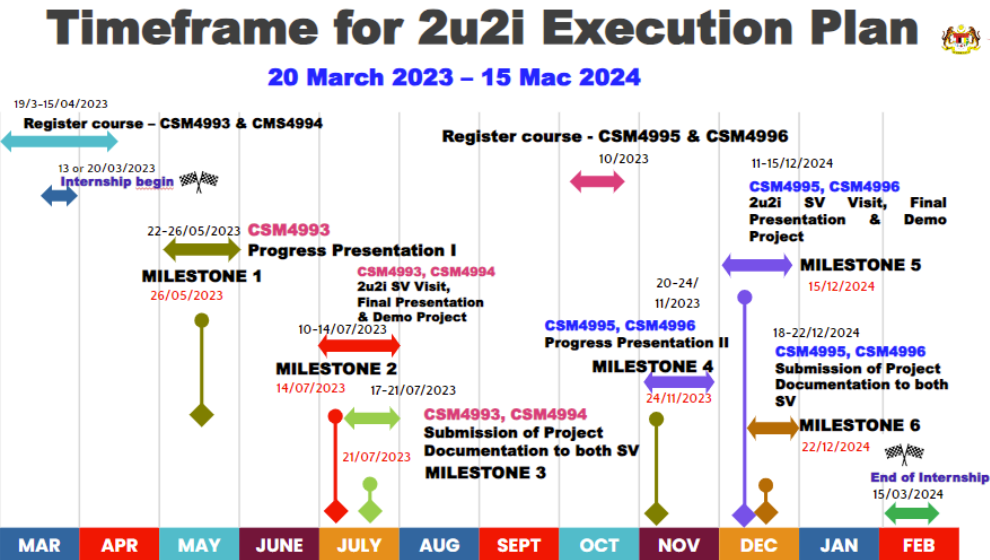 Timeframe for 2u2i Execution Plan
20 March 2023 – 15 Mac 2024
19/3-15/04/2023
Register course – CSM4993 & CMS4994
Register course - CSM4995 & CSM4996
10/2023
13 or 20/03/2023
Internship begin
22-26/05/2023
CSM4993
Progress Presentation I
MILESTONE 1
26/05/2023
CSM4993, CSM4994
2u2i SV Visit,
Final Presentation
& Demo Project
10-14/07/2023
MILESTONE 2
14/07/2023
17-21/07/2023
CSM4993, CSM4994
Submission of Project
Documentation to both SV
21/07/2023
MILESTONE 3
20-24/
11/2023
CSM4995, CSM4996
Progress Presentation II
MILESTONE 4
24/11/2023
11-15/12/2024
CSM4995, CSM4996
2u2i SV Visit, Final
Presentation & Demo
Project
MILESTONE 5
15/12/2024
18-22/12/2024
CSM4995, CSM4996
Submission of Project
Documentation to both
SV
MILESTONE 6
22/12/2024
End of Internship
15/03/2024
MAR APR MAY JUNE JULY AUG SEPT OCT NOV DEC JAN FEB